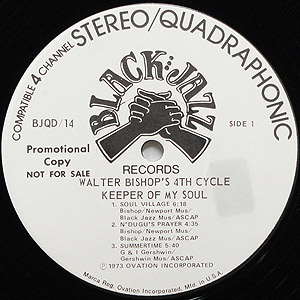 COMPATIBLE 4 CHANNEL STEREO/QUADRAPHONIC
BLACK JAZZ
BJQD/14
SIDE 1
Promotional
Copy
NOT FOR SALE
RECORDS
WALTER BISHOP'S 4TH CYCLE
KEEPER OF MY SOUL
1. SOUL VILLAGE 6:18
Bishop/Newport Mus/
Black Jazz Mus/ASCAP
2. N'DUGU'S PRAYER 4:35
Bishop/Newport Mus/
Black Jazz Mus/ASCAP
3. SUMMERTIME 5:40
G & I Gershwin/
Gershwin Mus/ASCAP
℗ 1973 OVATION INCORPORATED
Marca Reg. Ovation Incorporated. Mfg. in U.S.A.